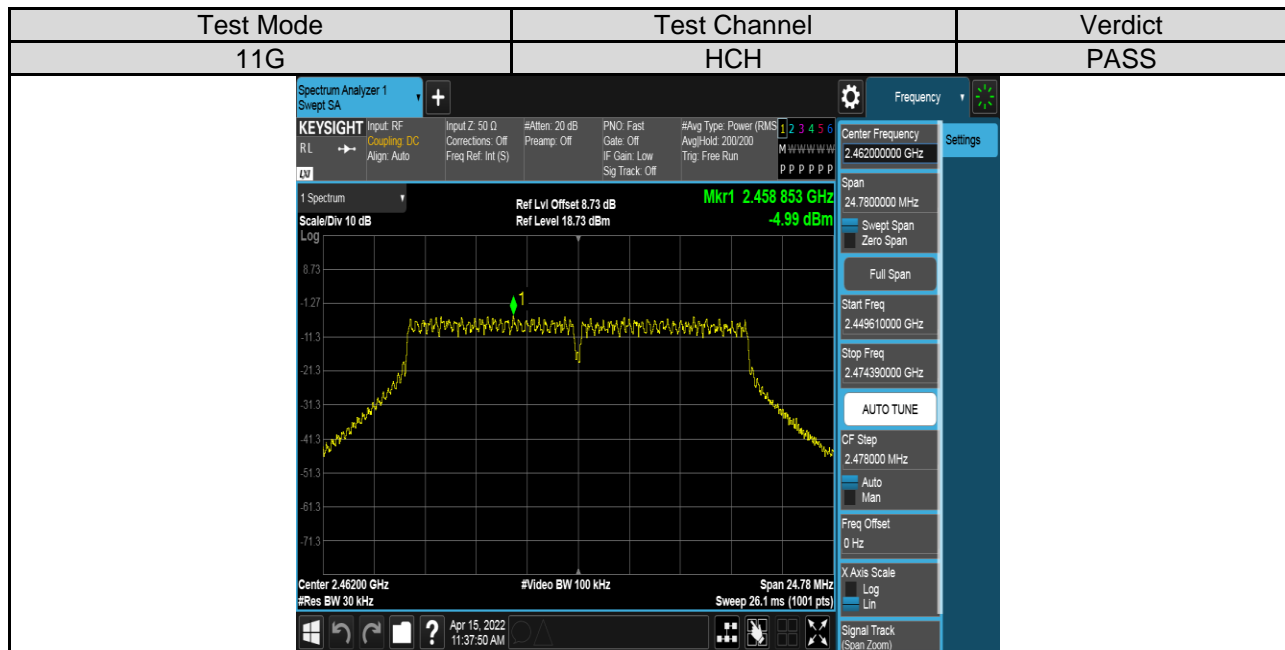 Test Mode Test Channel Verdict
11G HCH PASS
Spectrum Analyzer 1
Swept SA
+
Frequency
KEYSIGHT Input: RF Input Z: 50 Ω #Atten: 20 dB PNO: Fast #Avg Type: Power (RMS 1 2 3 4 5 6
RL Coupling: DC Corrections: Off Preamp: Off Gate: Off Avg|Hold: 200/200 M W W W W W
Align: Auto Freq Ref: Int (S) IF Gain: Low Trig: Free Run
LXI Sig Track: Off P P P P P P
1 Spectrum Ref Lvl Offset 8.73 dB Mkr1 2.458 853 GHz
Scale/Div 10 dB Ref Level 18.73 dBm -4.99 dBm
Log
8.73
-1.27
1
-11.3
-21.3
-31.3
-41.3
-51.3
-61.3
-71.3
Center 2.46200 GHz #Video BW 100 kHz Span 24.78 MHz
#Res BW 30 kHz Sweep 26.1 ms (1001 pts)
? Apr 15, 2022
11:37:50 AM
Center Frequency
2.462000000 GHz
Settings
Span
24.7800000 MHz
Swept Span
Zero Span
Full Span
Start Freq
2.449610000 GHz
Stop Freq
2.474390000 GHz
AUTO TUNE
CF Step
2.478000 MHz
Auto
Man
Freq Offset
0 Hz
X Axis Scale
Log
Lin
Signal Track
(Span Zoom)